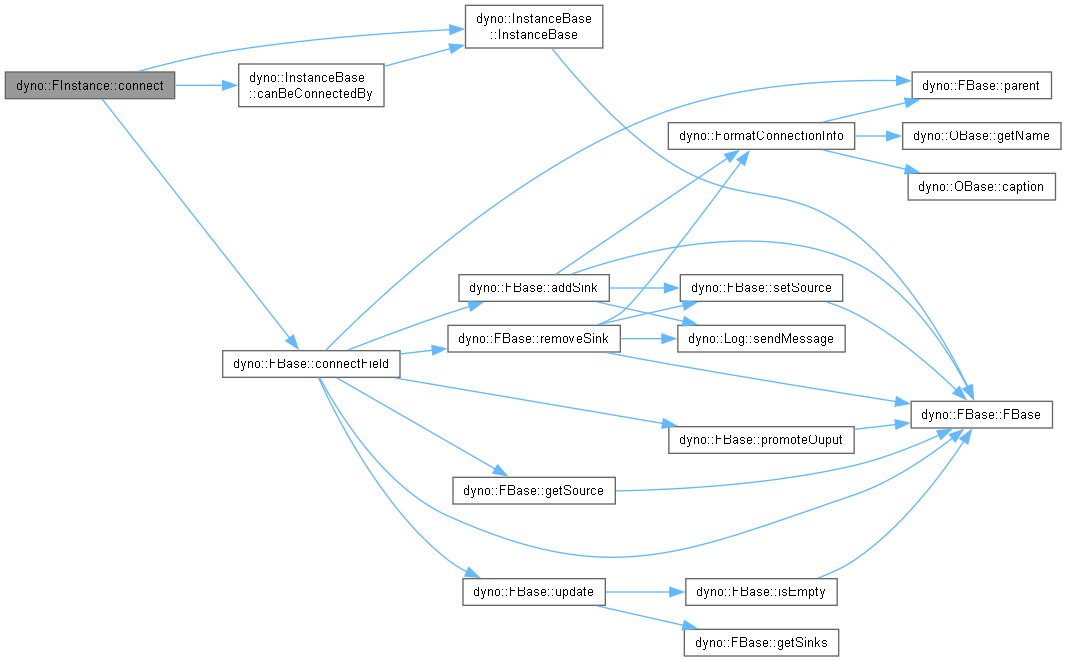 dyno::InstanceBase
::InstanceBase
dyno::FInstance::connect
dyno::InstanceBase
::canBeConnectedBy
dyno::FBase::parent
dyno::FormatConnectionInfo
dyno::OBase::getName
dyno::OBase::caption
dyno::FBase::addSink
dyno::FBase::setSource
dyno::FBase::removeSink
dyno::Log::sendMessage
dyno::FBase::connectField
dyno::FBase::FBase
dyno::FBase::promoteOuput
dyno::FBase::getSource
dyno::FBase::update
dyno::FBase::isEmpty
dyno::FBase::getSinks